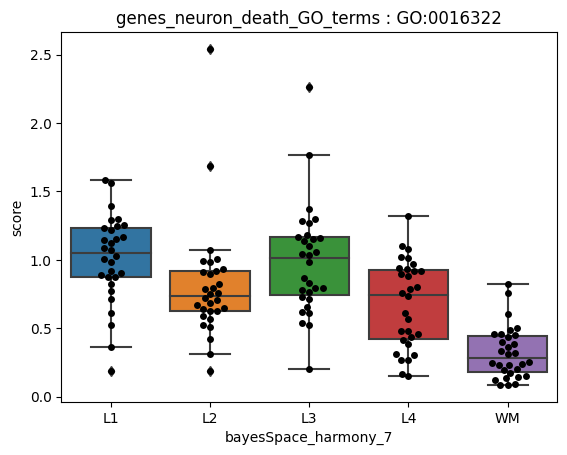 genes_neuron_death_GO_terms : GO:0016322
2.5
2.0
1.5
1.0
0.5
0.0
score
L1 L2 L3 L4 WM
bayesSpace_harmony_7